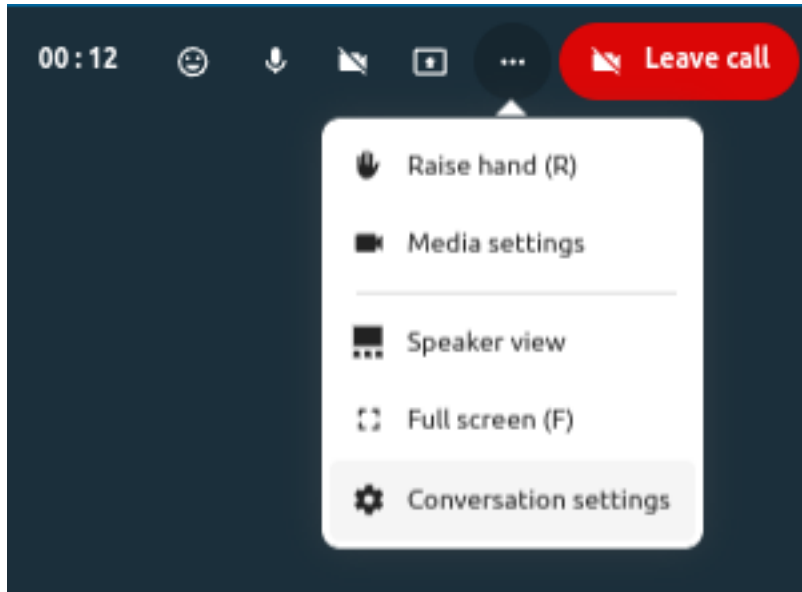 00:12
Leave call
Raise hand (R)
Media settings
Speaker view
Full screen (F)
Conversation settings